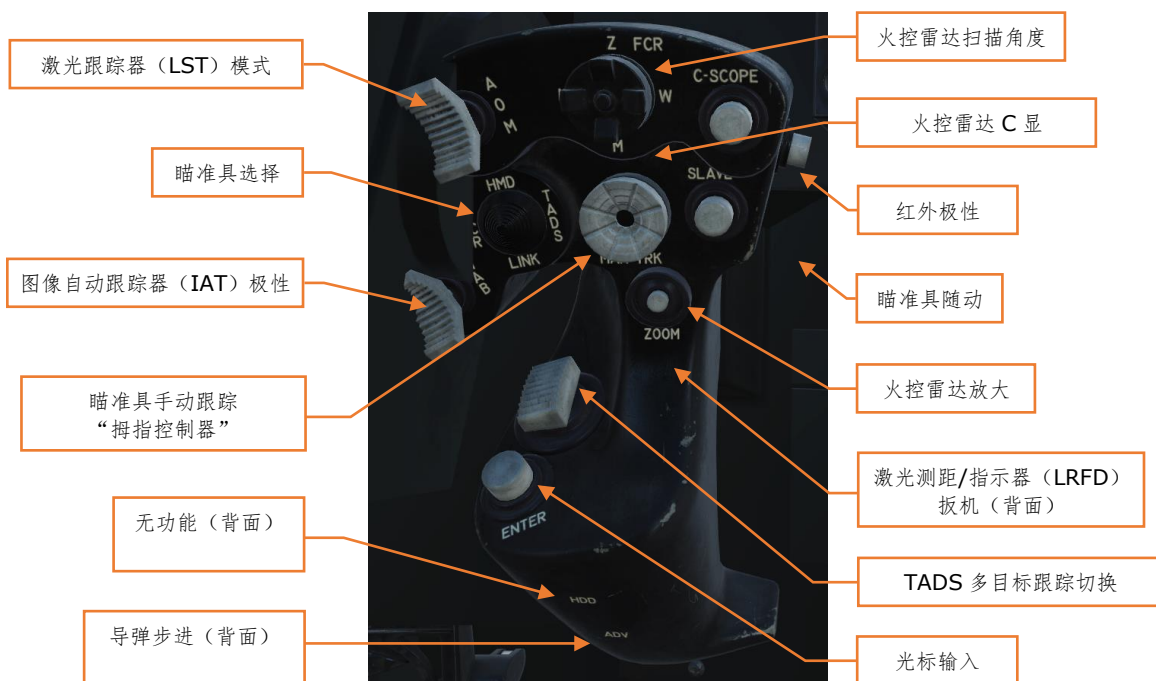 激光跟踪器（LST）模式
瞄准具选择
图像自动跟踪器（IAT）极性
瞄准具手动跟踪
“拇指控制器”
无功能（背面）
导弹步进（背面）
Z FCR
W
M
C-SCOPE
A
O
M
HMD
TADS
LINK
SLAVE
MAN TRK
ZOOM
ENTER
HDD
ADV
火控雷达扫描角度
火控雷达 C 显
红外极性
瞄准具随动
火控雷达放大
激光测距/指示器（LRFD）
扳机（背面）
TADS 多目标跟踪切换
光标输入